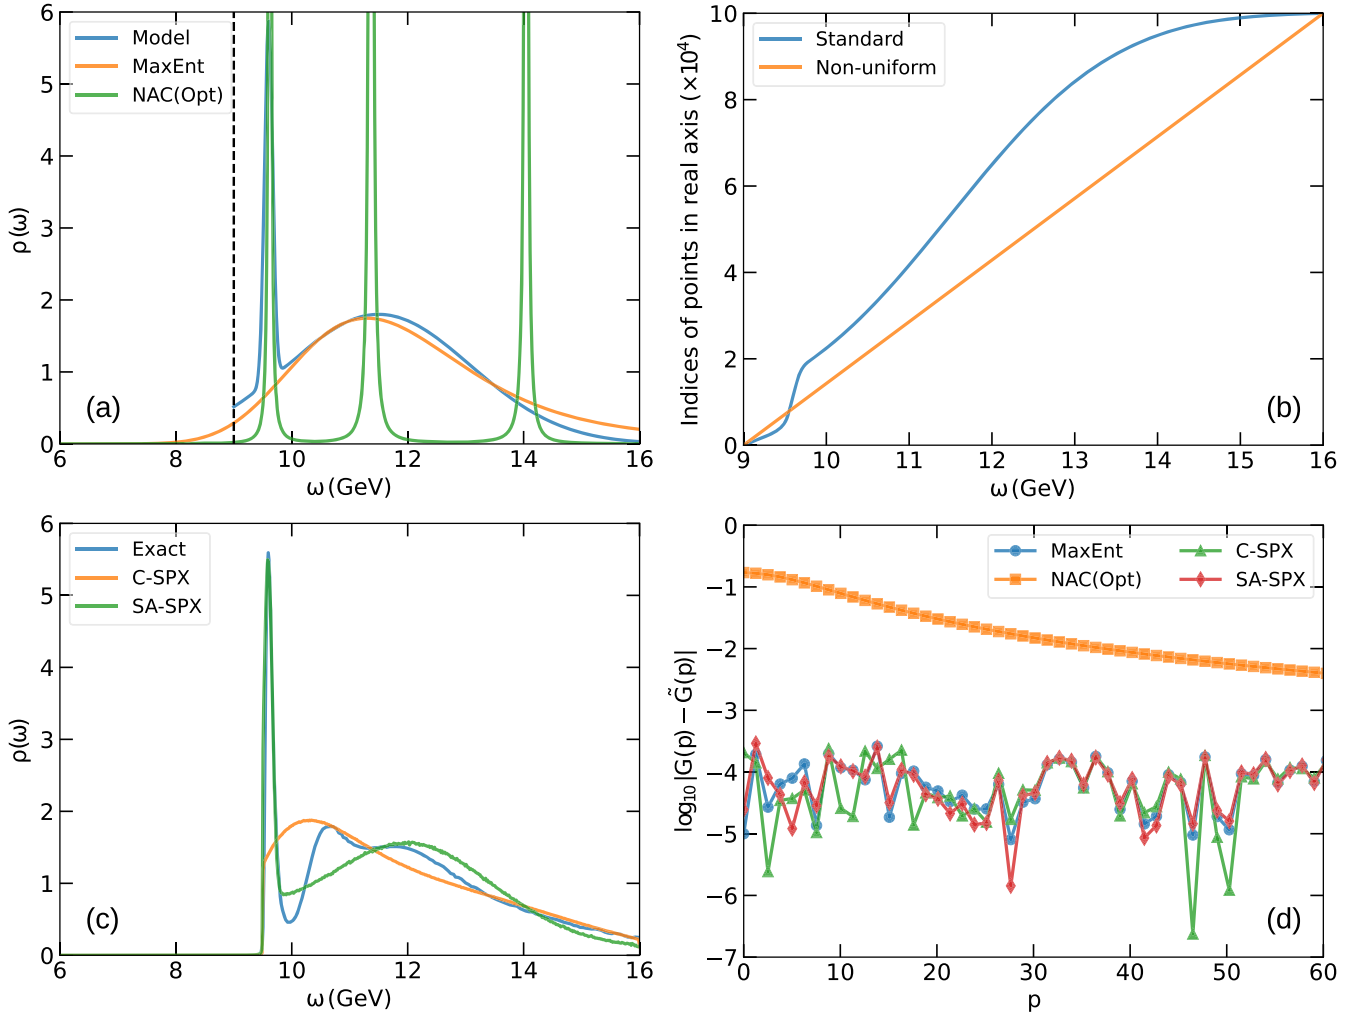 6
5
4
3
2
1
0
ρ(ω)
Model
MaxEnt
NAC(Opt)
(a)
6 8 10 12 14 16
ω(GeV)
10
8
6
4
2
0
Indices of points in real axis (×10⁴)
Standard
Non-uniform
(b)
9 10 11 12 13 14 15 16
ω(GeV)
6
5
4
3
2
1
0
ρ(ω)
Exact
C-SPX
SA-SPX
(c)
6 8 10 12 14 16
ω(GeV)
0
−1
−2
−3
−4
−5
−6
−7
log₁₀|G(p) − G̃(p)|
MaxEnt C-SPX
NAC(Opt) SA-SPX
(d)
0 10 20 30 40 50 60
p